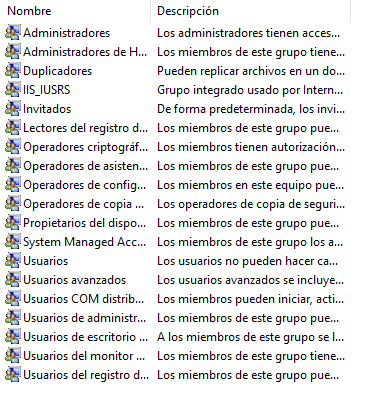 Nombre Descripción
Administradores Los administradores tienen acces...
Administradores de H... Los miembros de este grupo tiene...
Duplicadores Pueden replicar archivos en un do...
IIS_IUSRS Grupo integrado usado por Intern...
Invitados De forma predeterminada, los invi...
Lectores del registro d... Los miembros de este grupo pue...
Operadores criptográf... Los miembros tienen autorización...
Operadores de asisten... Los miembros de este grupo pue...
Operadores de config... Los miembros en este equipo pue...
Operadores de copia ... Los operadores de copia de seguri...
Propietarios del dispo... Los miembros de este grupo pue...
System Managed Acc... Los miembros de este grupo los a...
Usuarios Los usuarios no pueden hacer ca...
Usuarios avanzados Los usuarios avanzados se incluye...
Usuarios COM distrib... Los miembros pueden iniciar, acti...
Usuarios de administr... Los miembros de este grupo pue...
Usuarios de escritorio ... A los miembros de este grupo se l...
Usuarios del monitor ... Los miembros de este grupo tiene...
Usuarios del registro d... Los miembros de este grupo pue...